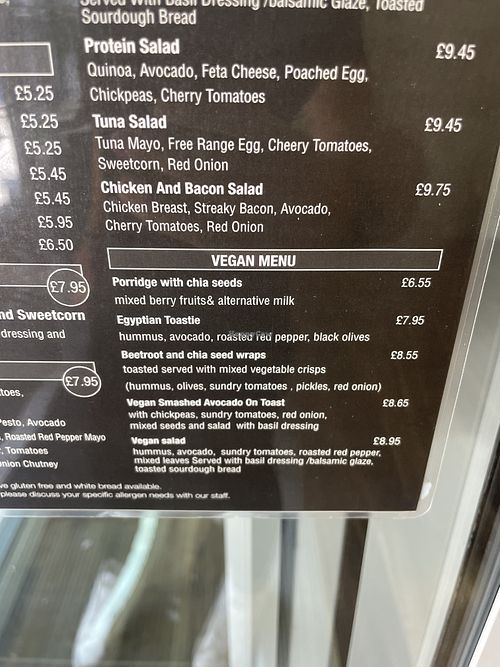 Served With Basil Dressing /balsamic Glaze, Toasted
Sourdough Bread
Protein Salad £9.45
Quinoa, Avocado, Feta Cheese, Poached Egg,
Chickpeas, Cherry Tomatoes
Tuna Salad £9.45
Tuna Mayo, Free Range Egg, Cheery Tomatoes,
Sweetcorn, Red Onion
Chicken And Bacon Salad £9.75
Chicken Breast, Streaky Bacon, Avocado,
Cherry Tomatoes, Red Onion
VEGAN MENU
Porridge with chia seeds £6.55
mixed berry fruits& alternative milk
Egyptian Toastie £7.95
hummus, avocado, roasted red pepper, black olives
Beetroot and chia seed wraps £8.55
toasted served with mixed vegetable crisps
(hummus, olives, sundry tomatoes , pickles, red onion)
Vegan Smashed Avocado On Toast £8.65
with chickpeas, sundry tomatoes, red onion,
mixed seeds and salad with basil dressing
Vegan salad £8.95
hummus, avocado, sundry tomatoes, roasted red pepper,
mixed leaves Served with basil dressing /balsamic glaze,
toasted sourdough bread
£5.25
£5.25
£5.25
£5.45
£5.45
£5.95
£6.50
£7.95
nd Sweetcorn
dressing and
£7.95
toes,
Pesto, Avocado
, Roasted Red Pepper Mayo
, Tomatoes
nion Chutney
ve gluten free and white bread available.
please discuss your specific allergen needs with our staff.